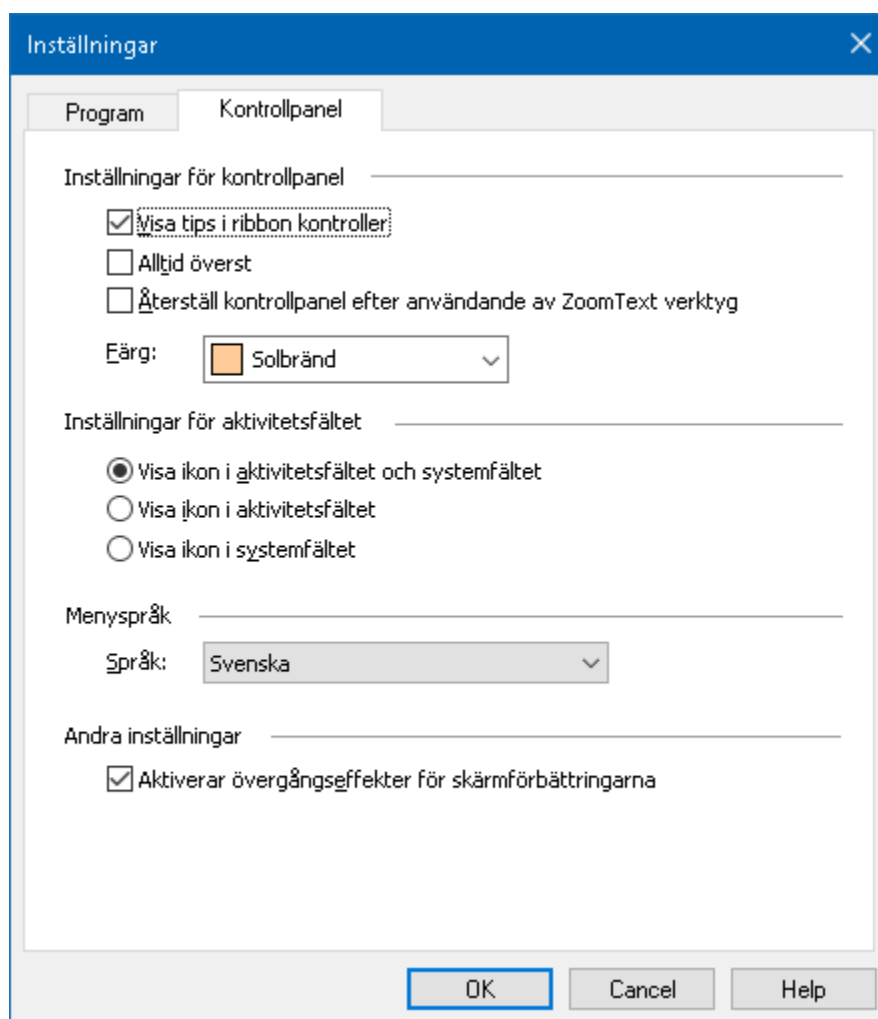 Inställningar
Program Kontrollpanel
Inställningar för kontrollpanel
Visa tips i ribbon kontroller
Alltid överst
Återställ kontrollpanel efter användande av ZoomText verktyg
Färg: Solbränd
Inställningar för aktivitetsfältet
Visa ikon i aktivitetsfältet och systemfältet
Visa ikon i aktivitetsfältet
Visa ikon i systemfältet
Menyspråk
Språk: Svenska
Andra inställningar
Aktiverar övergångseffekter för skärmförbättringarna
OK Cancel Help